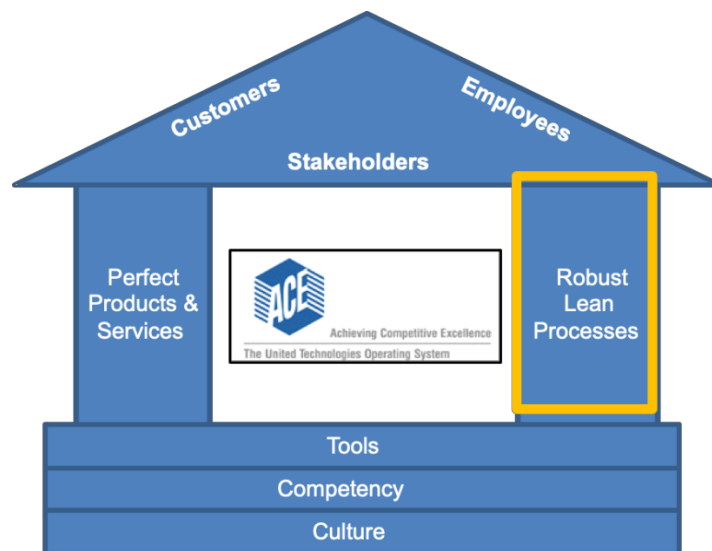 Customers
Employees
Stakeholders
Perfect
Products &
Services
ACE
Achieving Competitive Excellence
The United Technologies Operating System
Robust
Lean
Processes
Tools
Competency
Culture